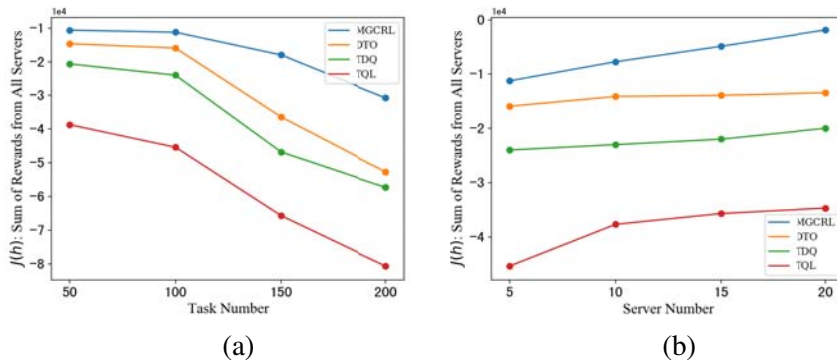 1e4
J(h): Sum of Rewards from All Servers
−1
−2
−3
−4
−5
−6
−7
−8
50
100
150
200
Task Number
MGCRL
DTO
TDQ
TQL
(a)
1e4
J(h): Sum of Rewards from All Servers
0
−1
−2
−3
−4
5
10
15
20
Server Number
MGCRL
DTO
TDQ
TQL
(b)